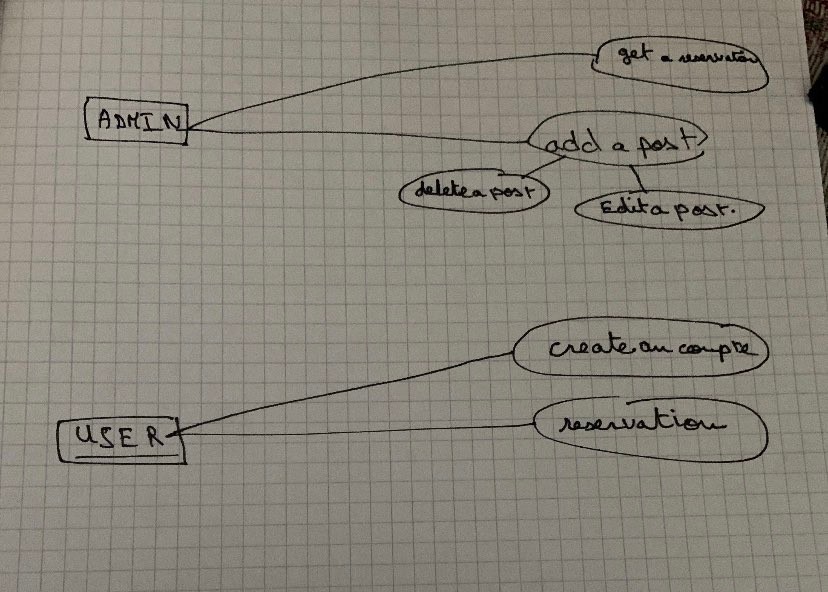 get a reservation
ADMIN
add a post
delete a post
Edit a post.
create an compte
USER
reservation